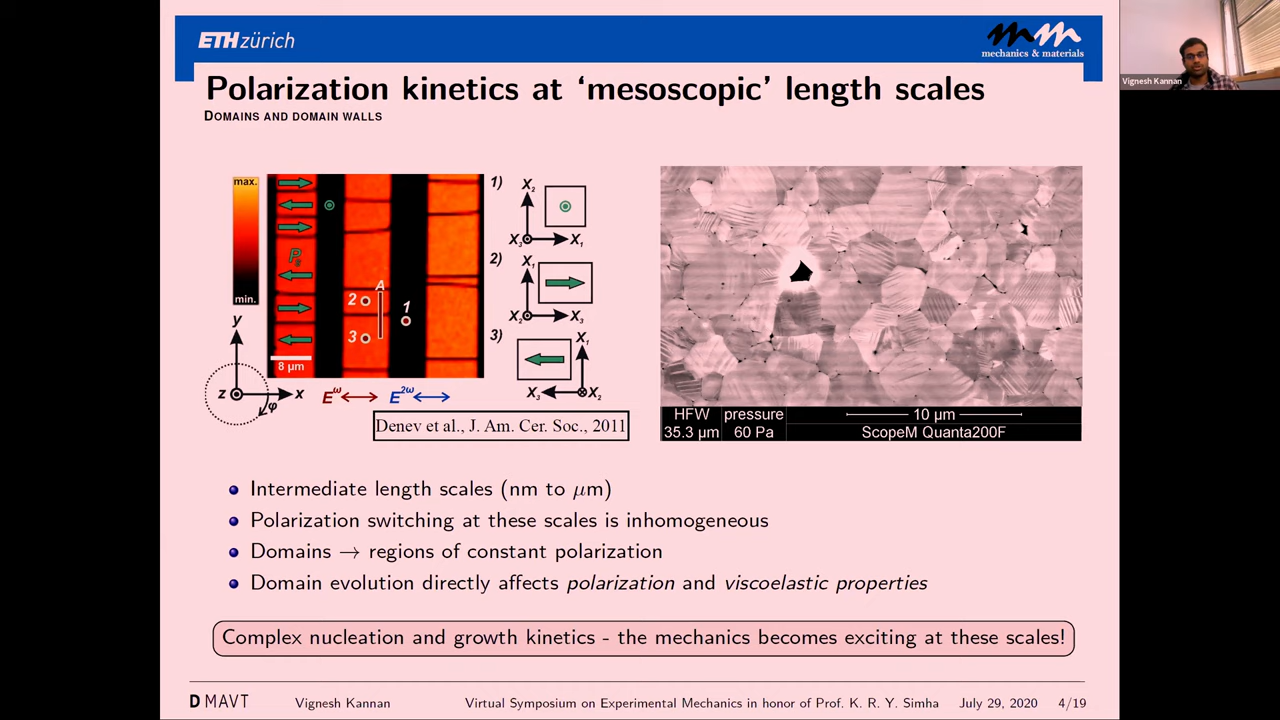 ETH zürich
mm
mechanics & materials
Vignesh Kannan
Polarization kinetics at ‘mesoscopic’ length scales
DOMAINS AND DOMAIN WALLS
max.
min.
P_s
A
2
1
3
8 μm
y
z
x
φ
E^ω
E^2ω
1)
X₂
X₃
X₁
2)
X₁
X₂
X₃
3)
X₁
X₃
X₂
Denev et al., J. Am. Cer. Soc., 2011
HFW
35.3 μm
pressure
60 Pa
10 μm
ScopeM Quanta200F
Intermediate length scales (nm to μm)
Polarization switching at these scales is inhomogeneous
Domains → regions of constant polarization
Domain evolution directly affects polarization and viscoelastic properties
Complex nucleation and growth kinetics - the mechanics becomes exciting at these scales!
D MAVT
Vignesh Kannan
Virtual Symposium on Experimental Mechanics in honor of Prof. K. R. Y. Simha
July 29, 2020
4/19